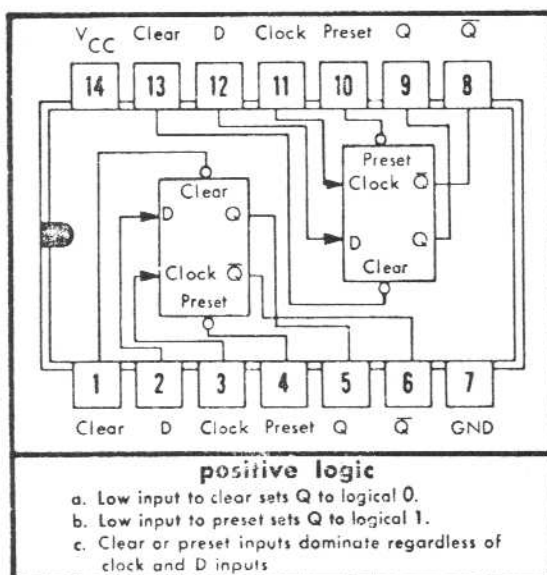 V CC Clear D Clock Preset Q Q̅
14 13 12 11 10 9 8
Preset
Clock Q̅
D Q
Clear
Clear
D Q
Clock Q̅
Preset
1 2 3 4 5 6 7
Clear D Clock Preset Q Q̅ GND
positive logic
a. Low input to clear sets Q to logical 0.
b. Low input to preset sets Q to logical 1.
c. Clear or preset inputs dominate regardless of
clock and D inputs